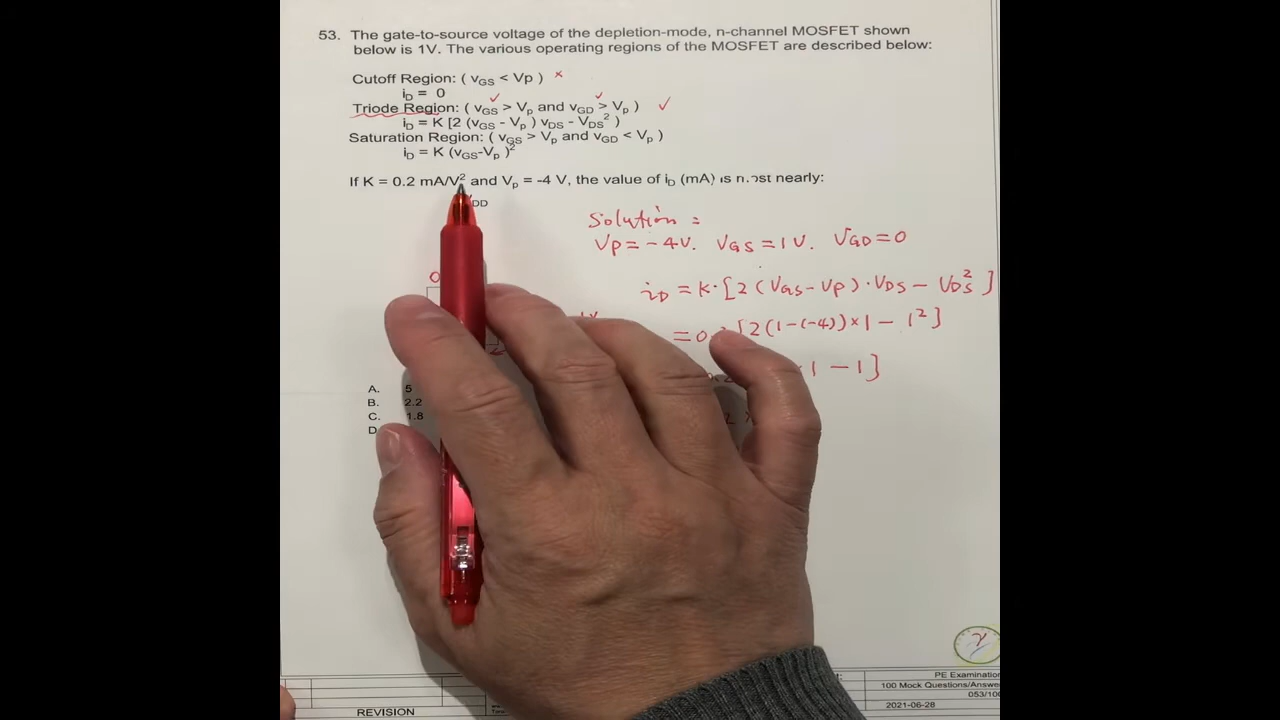 53. The gate-to-source voltage of the depletion-mode, n-channel MOSFET shown
below is 1V. The various operating regions of the MOSFET are described below:
Cutoff Region: ( vGS < Vp ) ×
iD = 0
Triode Region: ( vGS > Vp and vGD > Vp ) ✓
iD = K [2 (vGS - Vp ) vDS - VDS² ]
Saturation Region: ( vGS > Vp and vGD < Vp )
iD = K (vGS-Vp )²
If K = 0.2 mA/V² and Vp = -4 V, the value of iD (mA) is most nearly:
DD
Solution:
Vp = -4V. VGS = 1V. VGD = 0
iD = K·[2(VGS - Vp)·VDS - VDS²]
= 0. [2(1-(-4))×1 - 1²]
1 - 1]
A. 5
B. 2.2
C. 1.8
D
PE Examination
100 Mock Questions/Answe
053/100
2021-06-28
REVISION